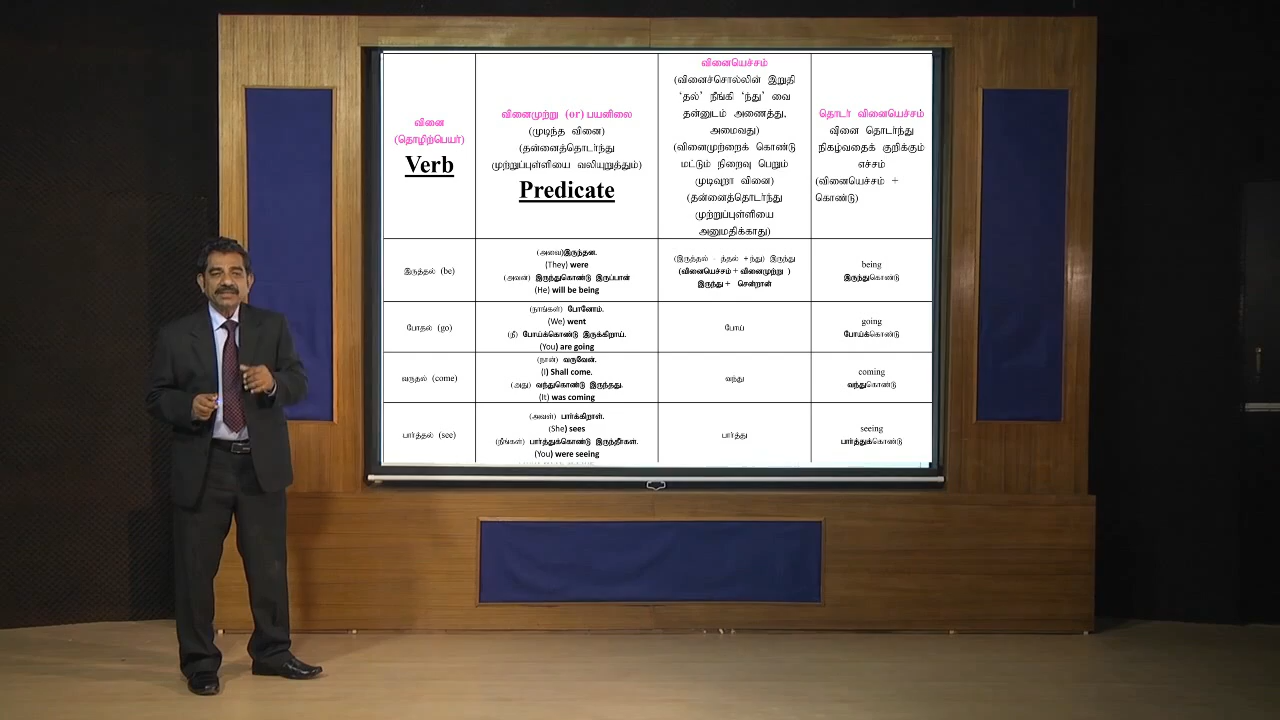 வினை
(தொழிற்பெயர்)
Verb
வினைமுற்று (or) பயனிலை
(முடிந்த வினை)
(தன்னைத்தொடர்ந்து
முற்றுப்புள்ளியை வலியுறுத்தும்)
Predicate
வினையெச்சம்
(வினைச்சொல்லின் இறுதி
'தல்' நீங்கி 'ந்து' வை
தன்னுடம் அணைத்து,
அமைவது)
(வினைமுற்றைக் கொண்டு
மட்டும் நிறைவு பெறும்
முடிவுறா வினை)
(தன்னைத்தொடர்ந்து
முற்றுப்புள்ளியை
அனுமதிக்காது)
தொடர் வினையெச்சம்
வினை தொடர்ந்து
நிகழ்வதைக் குறிக்கும்
எச்சம்
(வினையெச்சம் +
கொண்டு)
இருத்தல் (be)
(அவை)இருந்தன.
(They) were
(அவன்) இருந்துகொண்டு இருப்பான்
(He) will be being
(இருத்தல் - த்தல் +ந்து) இருந்து
(வினையெச்சம் + வினைமுற்று )
இருந்து + சென்றான்
being
இருந்துகொண்டு
போதல் (go)
(நாங்கள்) போனோம்.
(We) went
(நீ) போய்க்கொண்டு இருக்கிறாய்.
(You) are going
போய்
going
போய்க்கொண்டு
வருதல் (come)
(நான்) வருவேன்.
(I) Shall come.
(அது) வந்துகொண்டு இருந்தது.
(It) was coming
வந்து
coming
வந்துகொண்டு
பார்த்தல் (see)
(அவள்) பார்க்கிறாள்.
(She) sees
(நீங்கள்) பார்த்துக்கொண்டு இருந்தீர்கள்.
(You) were seeing
பார்த்து
seeing
பார்த்துக்கொண்டு